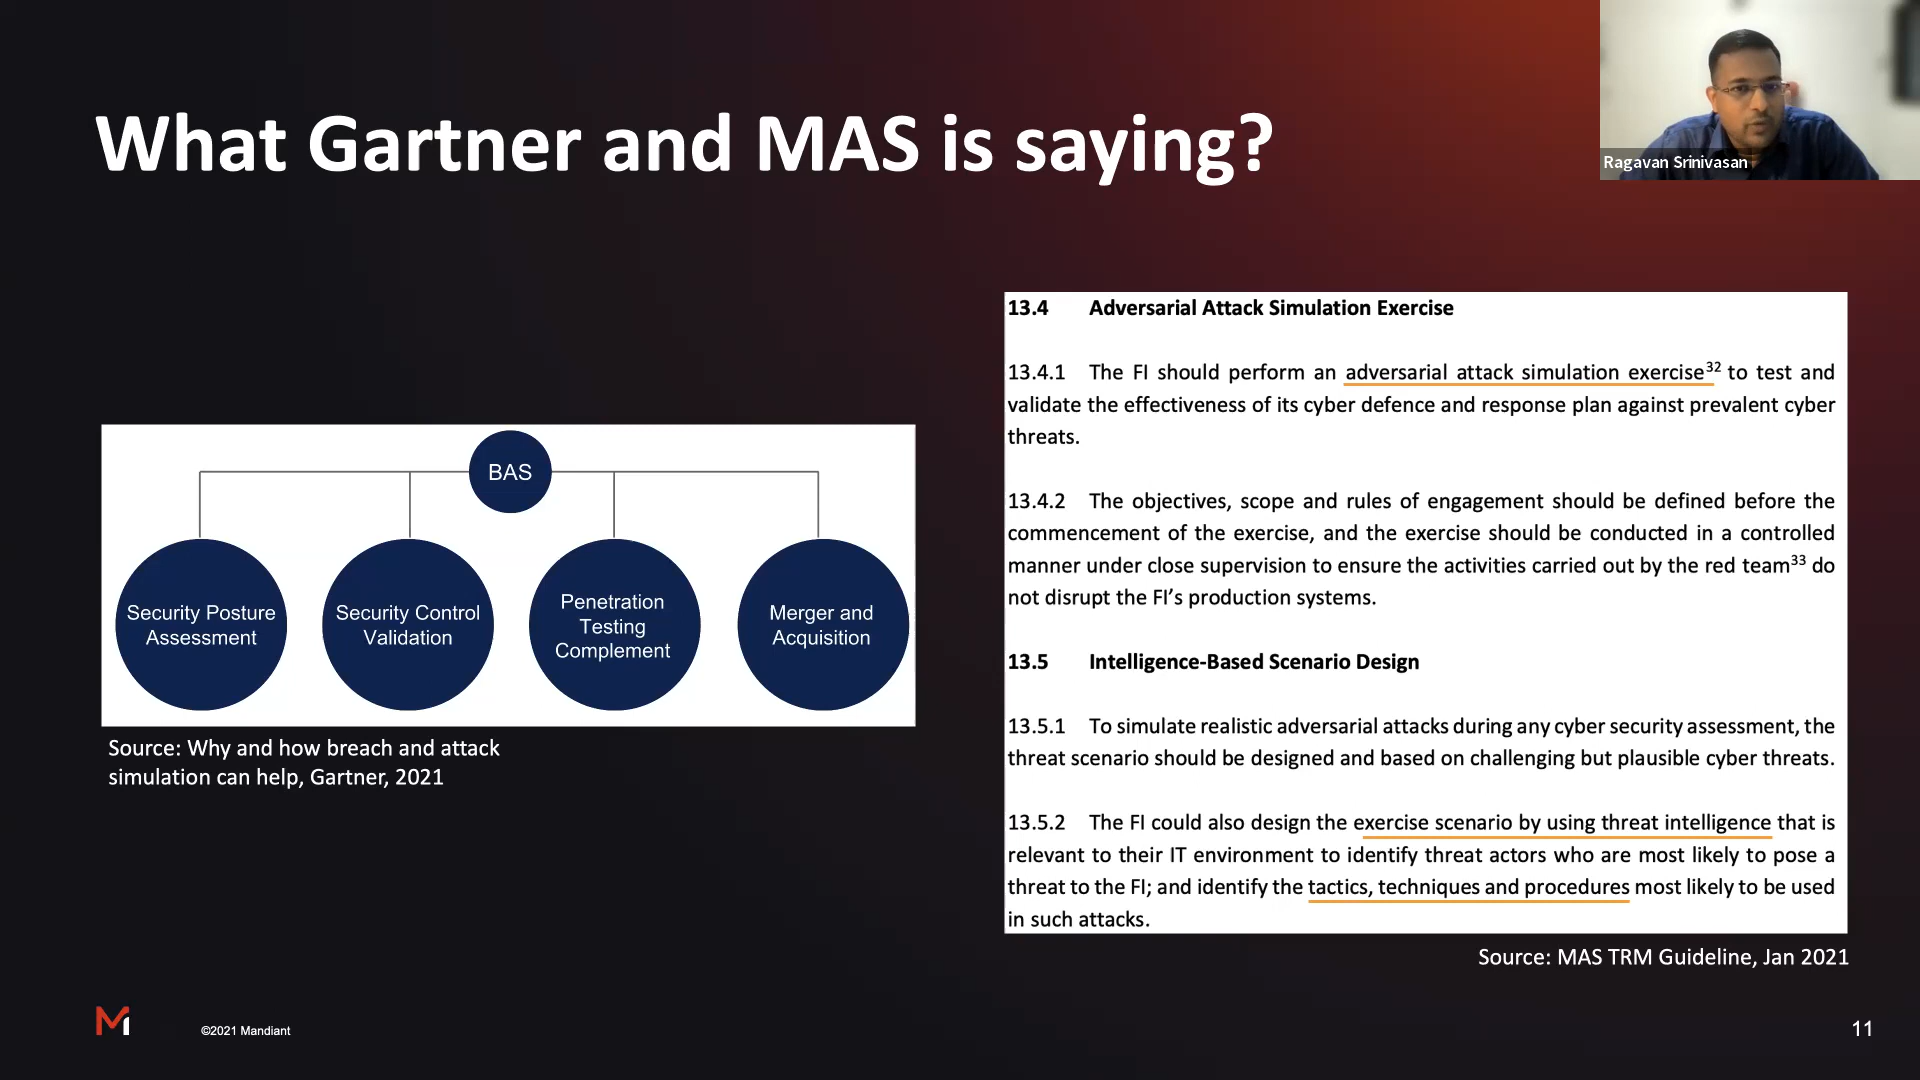 What Gartner and MAS is saying?
Ragavan Srinivasan
BAS
Security Posture
Assessment
Security Control
Validation
Penetration
Testing
Complement
Merger and
Acquisition
Source: Why and how breach and attack
simulation can help, Gartner, 2021
13.4 Adversarial Attack Simulation Exercise
13.4.1 The FI should perform an adversarial attack simulation exercise32 to test and
validate the effectiveness of its cyber defence and response plan against prevalent cyber
threats.
13.4.2 The objectives, scope and rules of engagement should be defined before the
commencement of the exercise, and the exercise should be conducted in a controlled
manner under close supervision to ensure the activities carried out by the red team33 do
not disrupt the FI’s production systems.
13.5 Intelligence-Based Scenario Design
13.5.1 To simulate realistic adversarial attacks during any cyber security assessment, the
threat scenario should be designed and based on challenging but plausible cyber threats.
13.5.2 The FI could also design the exercise scenario by using threat intelligence that is
relevant to their IT environment to identify threat actors who are most likely to pose a
threat to the FI; and identify the tactics, techniques and procedures most likely to be used
in such attacks.
Source: MAS TRM Guideline, Jan 2021
M
©2021 Mandiant
11